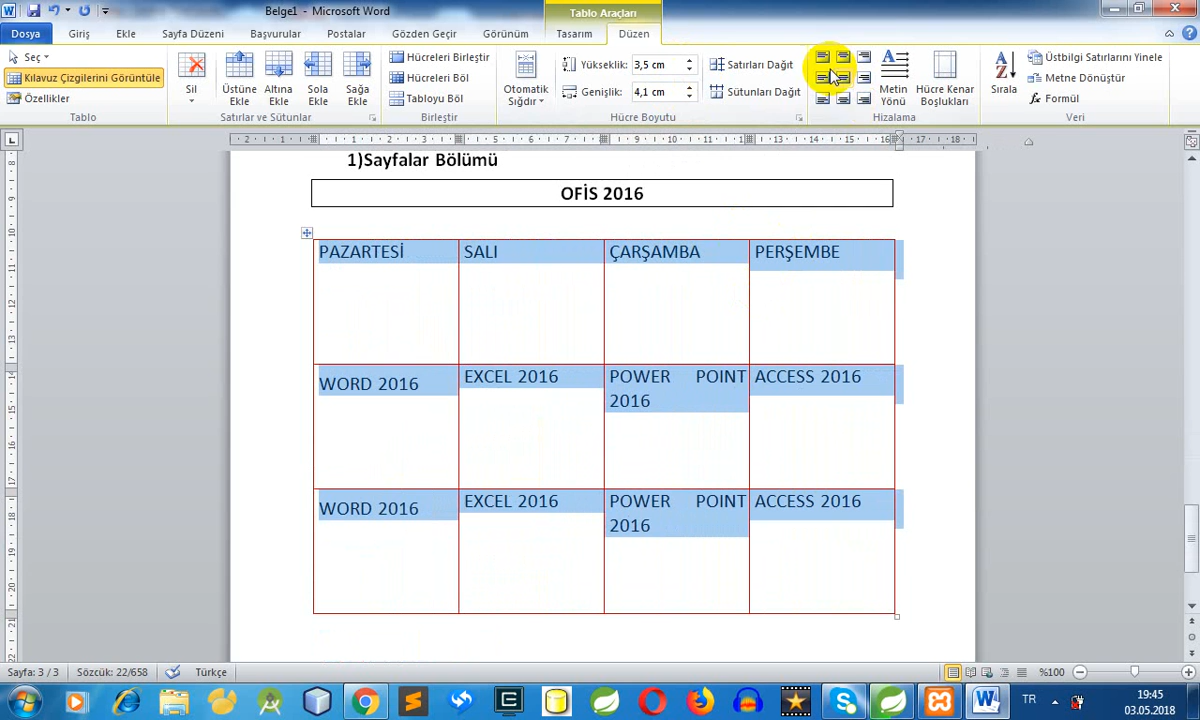 Belge1 - Microsoft Word
Tablo Araçları
Dosya
Giriş
Ekle
Sayfa Düzeni
Başvurular
Postalar
Gözden Geçir
Görünüm
Tasarım
Düzen
Seç
Kılavuz Çizgilerini Görüntüle
Özellikler
Tablo
Sil
Üstüne Ekle
Altına Ekle
Sola Ekle
Sağa Ekle
Satırlar ve Sütunlar
Hücreleri Birleştir
Hücreleri Böl
Tabloyu Böl
Birleştir
Otomatik Sığdır
Yükseklik: 3,5 cm
Genişlik: 4,1 cm
Satırları Dağıt
Sütunları Dağıt
Hücre Boyutu
Metin Yönü
Hücre Kenar Boşlukları
Hizalama
Sırala
Üstbilgi Satırlarını Yinele
Metne Dönüştür
Formül
Veri
1)Sayfalar Bölümü
OFİS 2016
PAZARTESİ SALI ÇARŞAMBA PERŞEMBE
WORD 2016 EXCEL 2016 POWER POINT 2016 ACCESS 2016
WORD 2016 EXCEL 2016 POWER POINT 2016 ACCESS 2016
Sayfa: 3 / 3
Sözcük: 22/658
Türkçe
%100
TR
19:45
03.05.2018